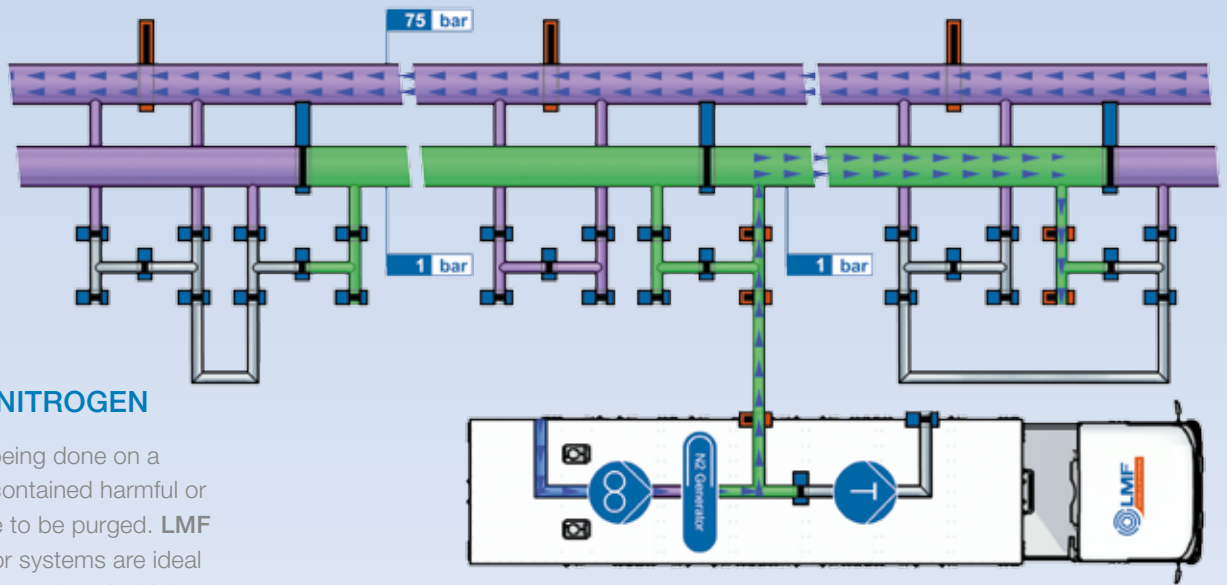 75 bar
1 bar
1 bar
NITROGEN
being done on a
contained harmful or
e to be purged. LMF
or systems are ideal
N2 Generator
T
LMF